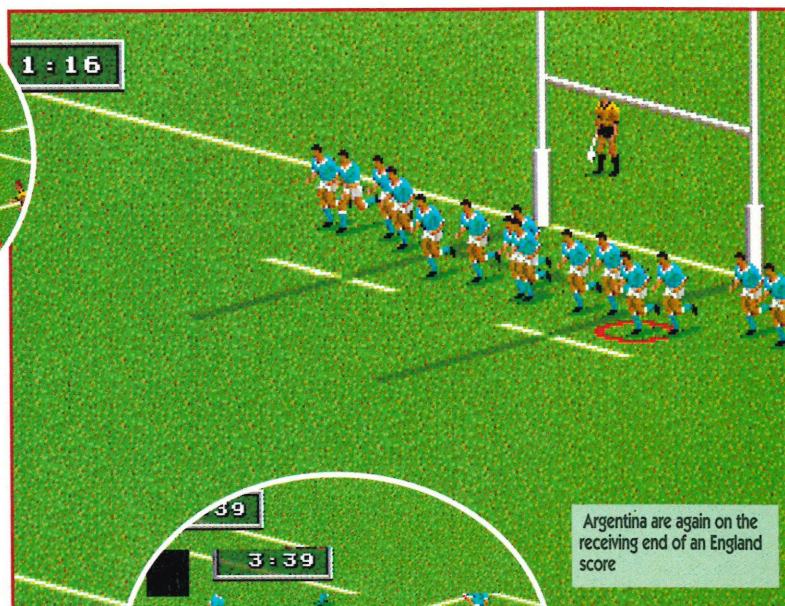 1:16
39
3:39
Argentina are again on the
receiving end of an England
score